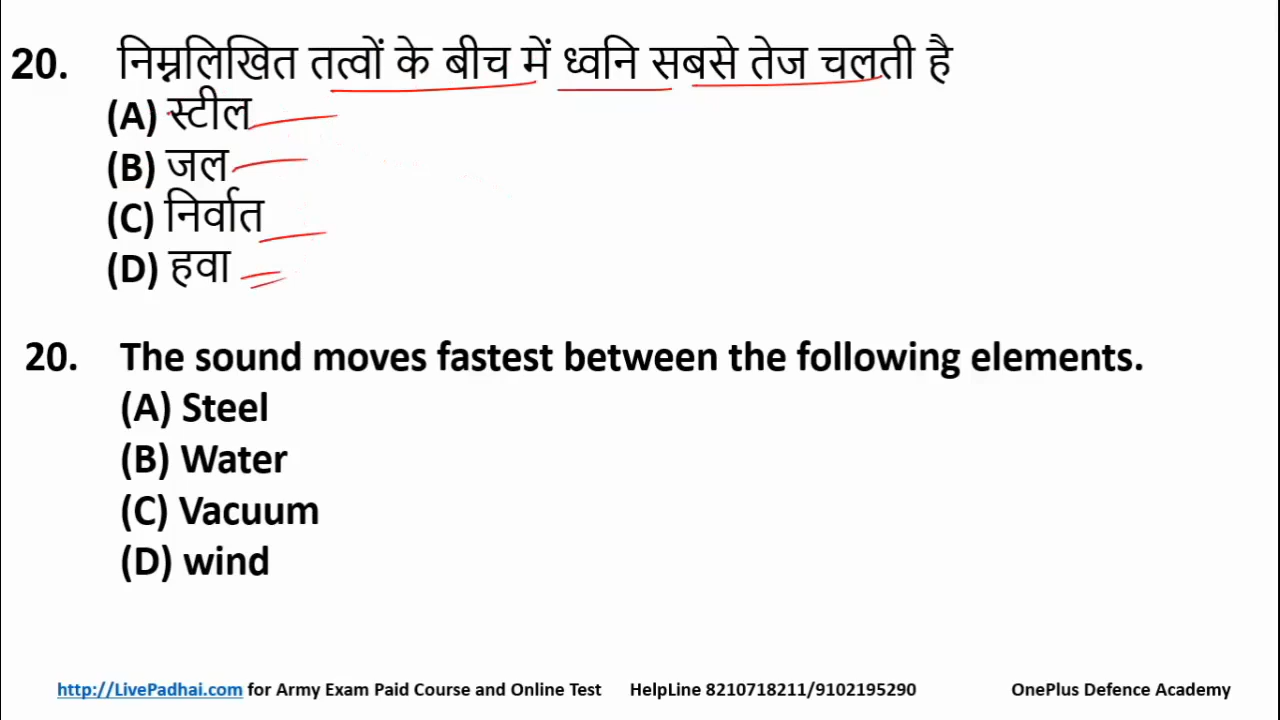 20. निम्नलिखित तत्वों के बीच में ध्वनि सबसे तेज चलती है
(A) स्टील
(B) जल
(C) निर्वात
(D) हवा
20. The sound moves fastest between the following elements.
(A) Steel
(B) Water
(C) Vacuum
(D) wind
http://LivePadhai.com for Army Exam Paid Course and Online Test HelpLine 8210718211/9102195290 OnePlus Defence Academy